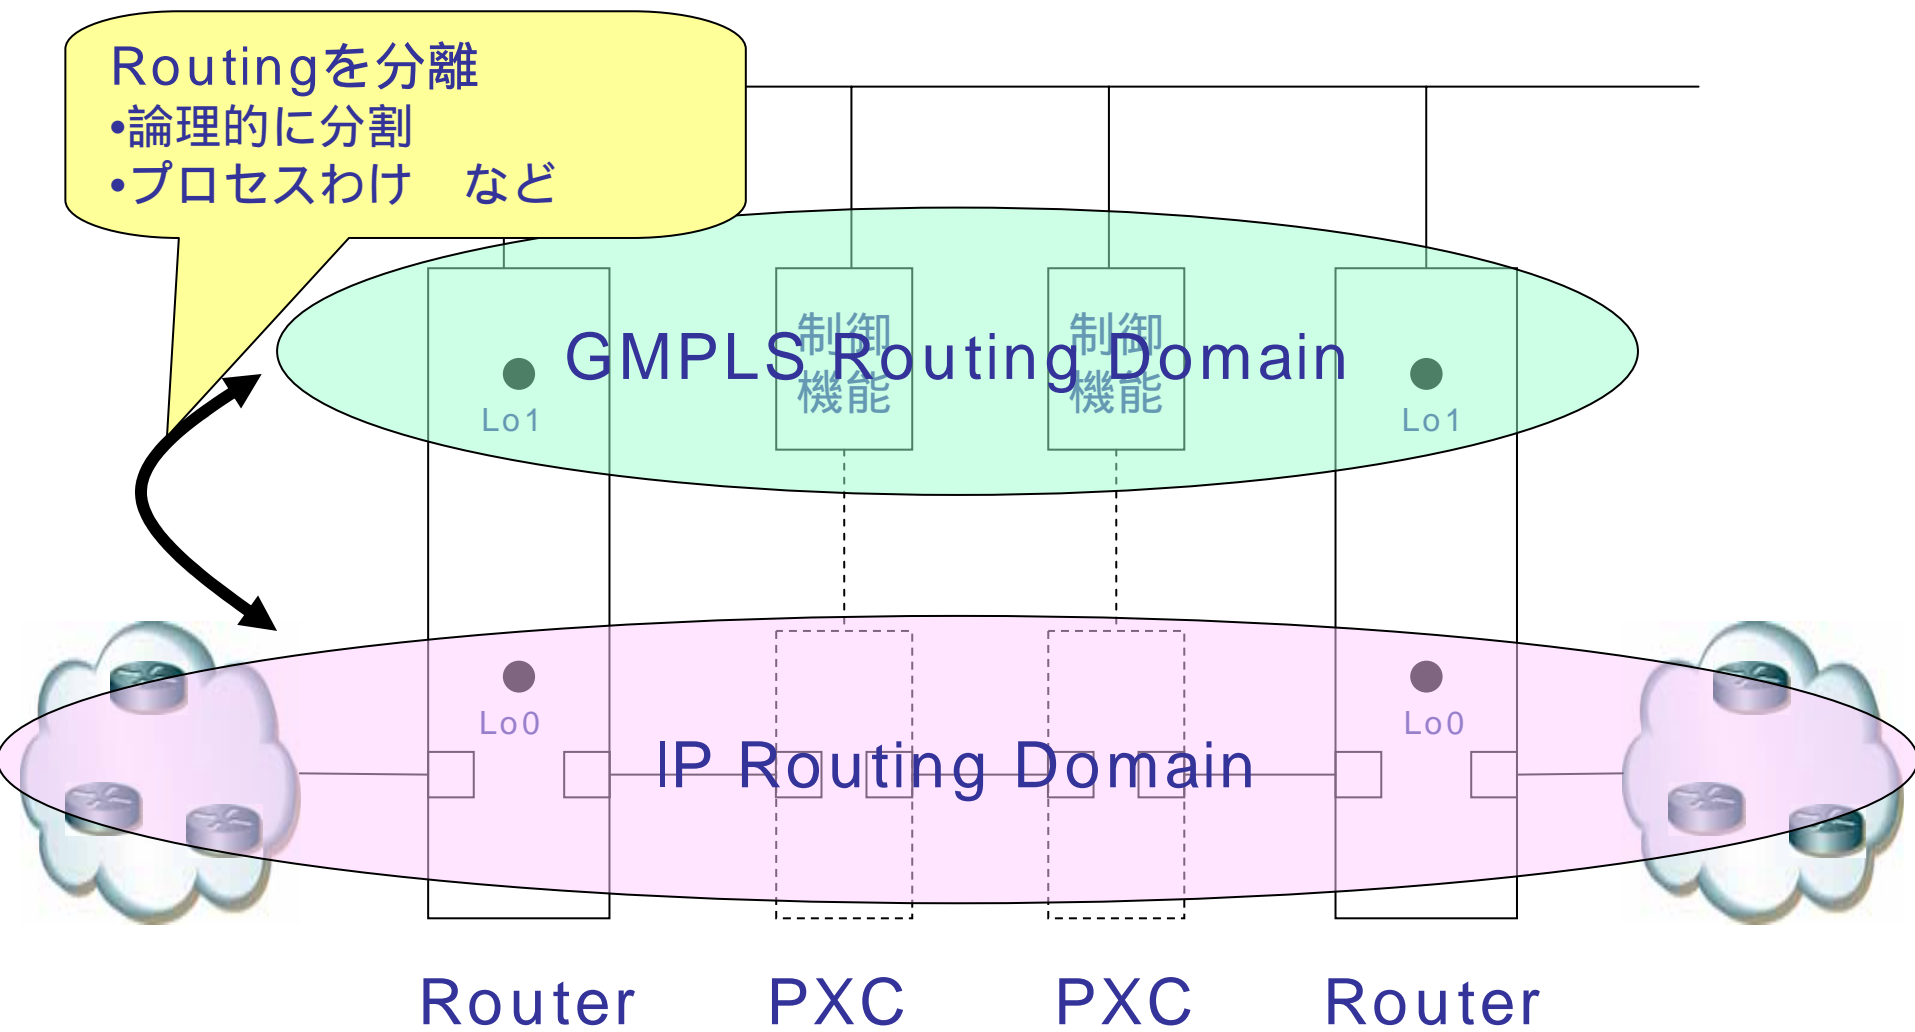 Routingを分離
•論理的に分割
•プロセスわけ　など
制御
機能
制御
機能
GMPLS Routing Domain
Lo1
Lo1
Lo0
Lo0
IP Routing Domain
Router
PXC
PXC
Router